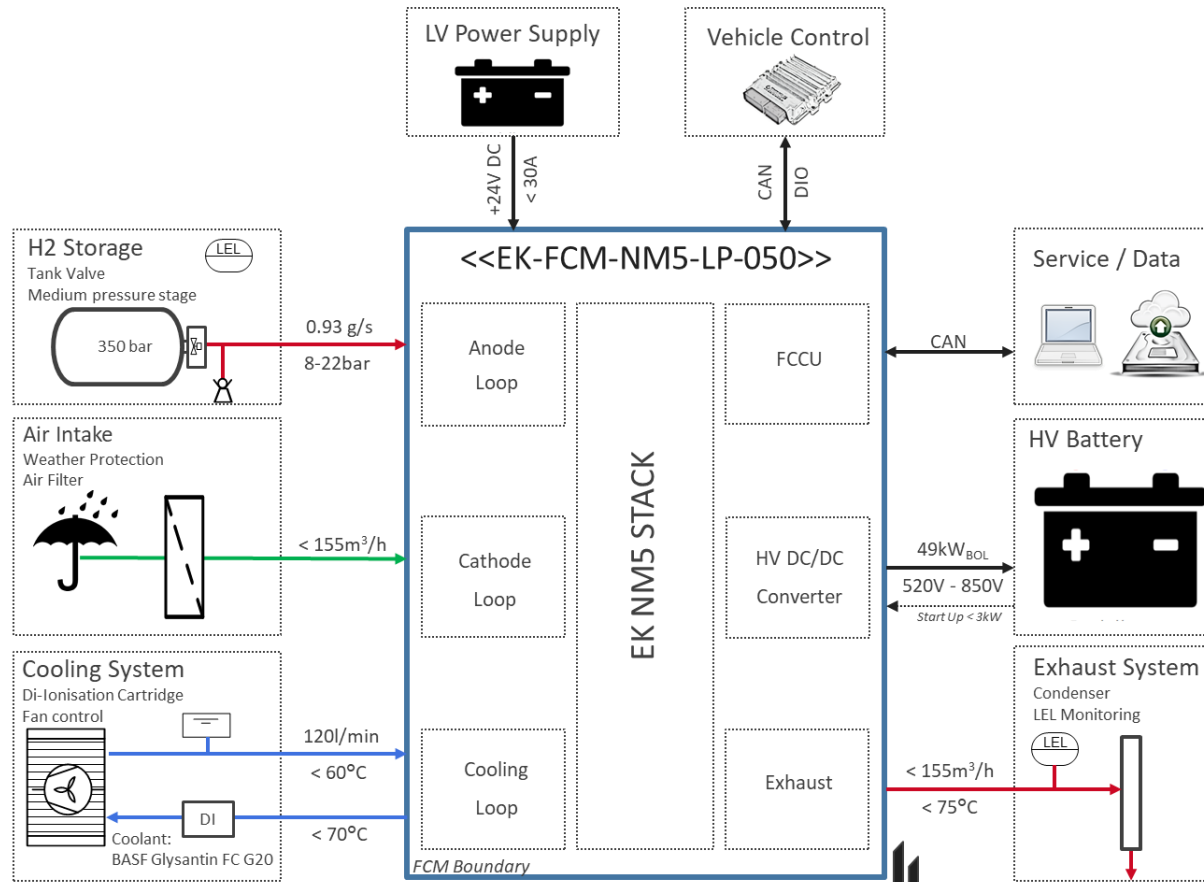 LV Power Supply
+24V DC
< 30A
Vehicle Control
CAN
DIO
H2 Storage
LEL
Tank Valve
Medium pressure stage
350 bar
0.93 g/s
8-22bar
Air Intake
Weather Protection
Air Filter
< 155m³/h
Cooling System
Di-Ionisation Cartridge
Fan control
120l/min
< 60°C
DI
< 70°C
Coolant:
BASF Glysantin FC G20
<<EK-FCM-NM5-LP-050>>
Anode
Loop
Cathode
Loop
Cooling
Loop
EK NM5 STACK
FCCU
HV DC/DC
Converter
Exhaust
FCM Boundary
Service / Data
CAN
HV Battery
49kW BOL
520V - 850V
Start Up < 3kW
Exhaust System
Condenser
LEL Monitoring
LEL
< 155m³/h
< 75°C